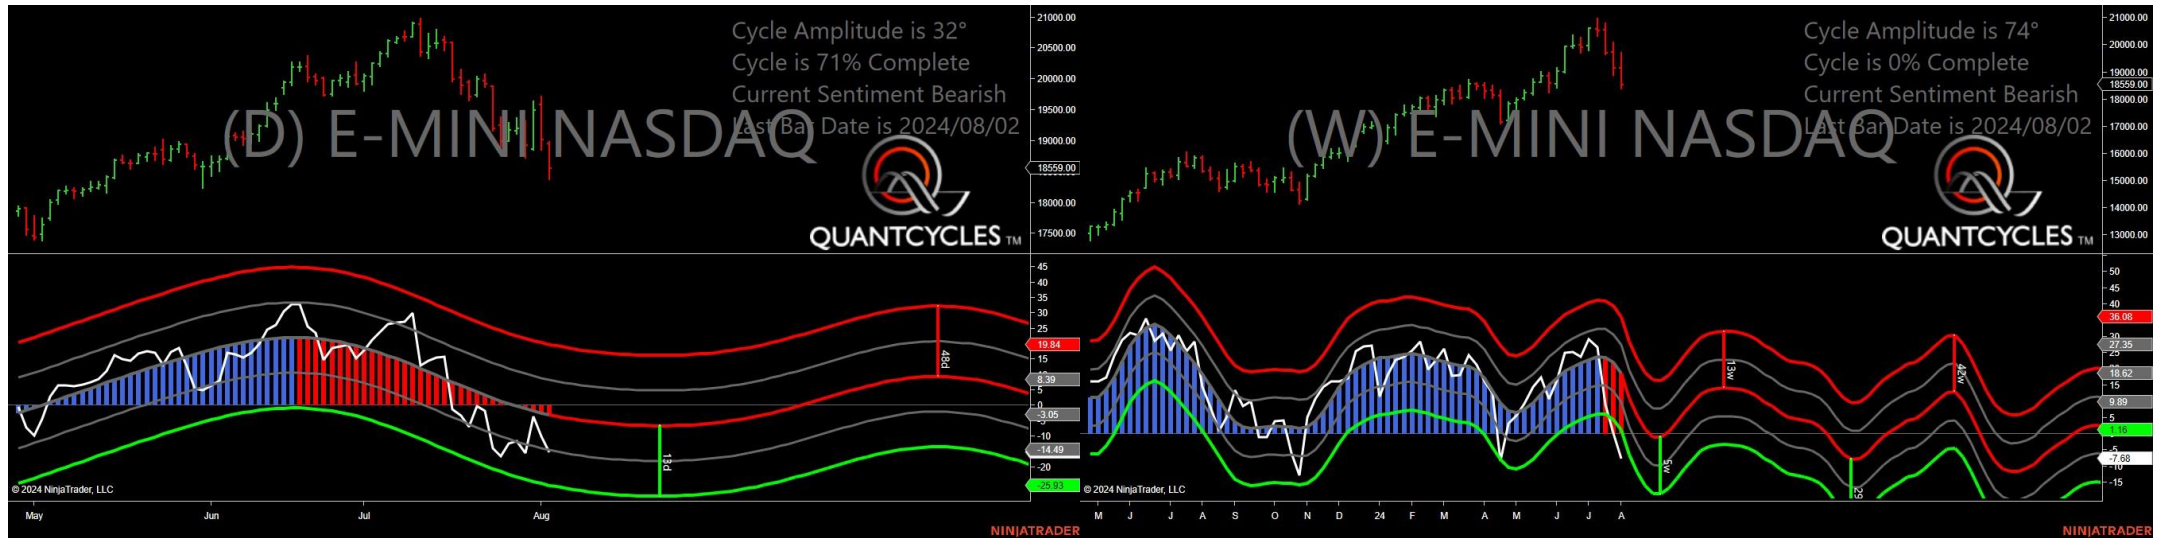 Cycle Amplitude is 32°
Cycle is 71% Complete
Current Sentiment Bearish
Last Bar Date is 2024/08/02
(D) E-MINI NASDAQ
QUANTCYCLES TM
21000.00
20500.00
20000.00
19500.00
19000.00
18559.00
18000.00
17500.00
45
40
35
30
25
19.84
15
8.39
5
0
-3.05
-10
-14.49
-20
-25.93
48d
13d
© 2024 NinjaTrader, LLC
May Jun Jul Aug
NINJATRADER
Cycle Amplitude is 74°
Cycle is 0% Complete
Current Sentiment Bearish
Last Bar Date is 2024/08/02
(W) E-MINI NASDAQ
QUANTCYCLES TM
21000.00
20000.00
19000.00
18559.00
18000.00
17000.00
16000.00
15000.00
14000.00
13000.00
50
45
40
36.08
30
27.35
25
18.62
15
9.89
5
1.16
-7.68
-10
-15
13w
42w
5w
29
© 2024 NinjaTrader, LLC
M J J A S O N D 24 F M A M J J A
NINJATRADER